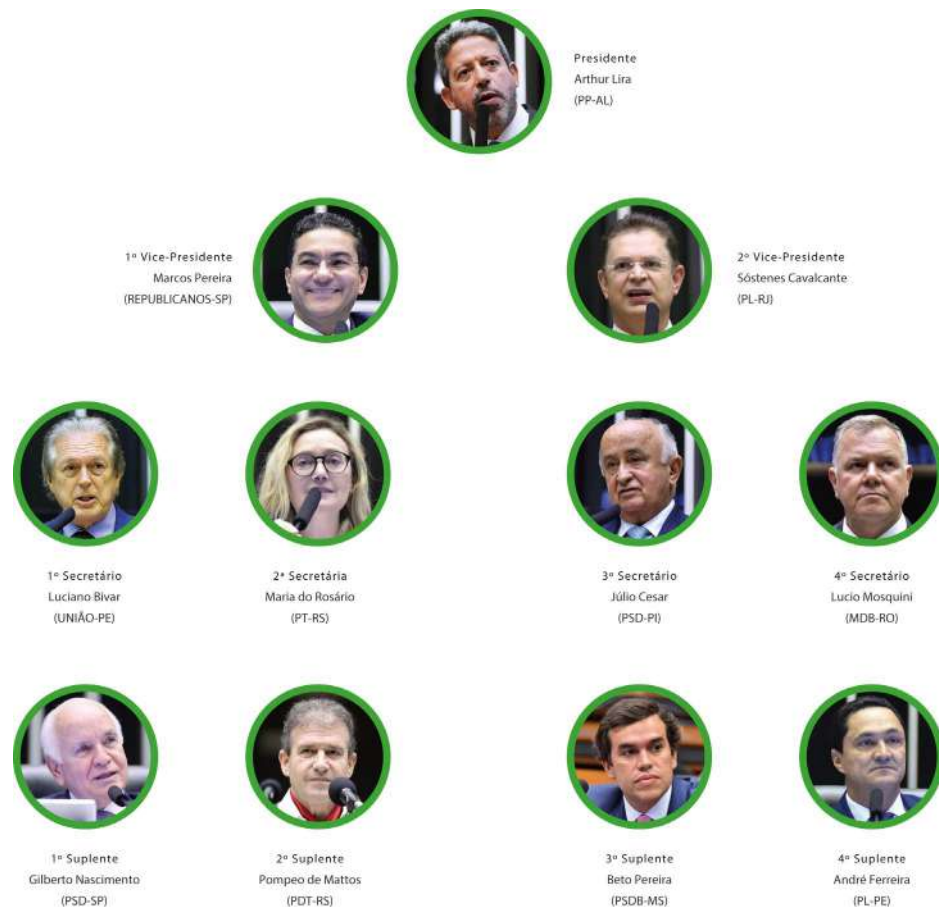 Presidente
Arthur Lira
(PP-AL)
1º Vice-Presidente
Marcos Pereira
(REPUBLICANOS-SP)
2º Vice-Presidente
Sóstenes Cavalcante
(PL-RJ)
1º Secretário
Luciano Bivar
(UNIÃO-PE)
2ª Secretária
Maria do Rosário
(PT-RS)
3º Secretário
Júlio Cesar
(PSD-PI)
4º Secretário
Lucio Mosquini
(MDB-RO)
1º Suplente
Gilberto Nascimento
(PSD-SP)
2º Suplente
Pompeo de Mattos
(PDT-RS)
3º Suplente
Beto Pereira
(PSDB-MS)
4º Suplente
André Ferreira
(PL-PE)